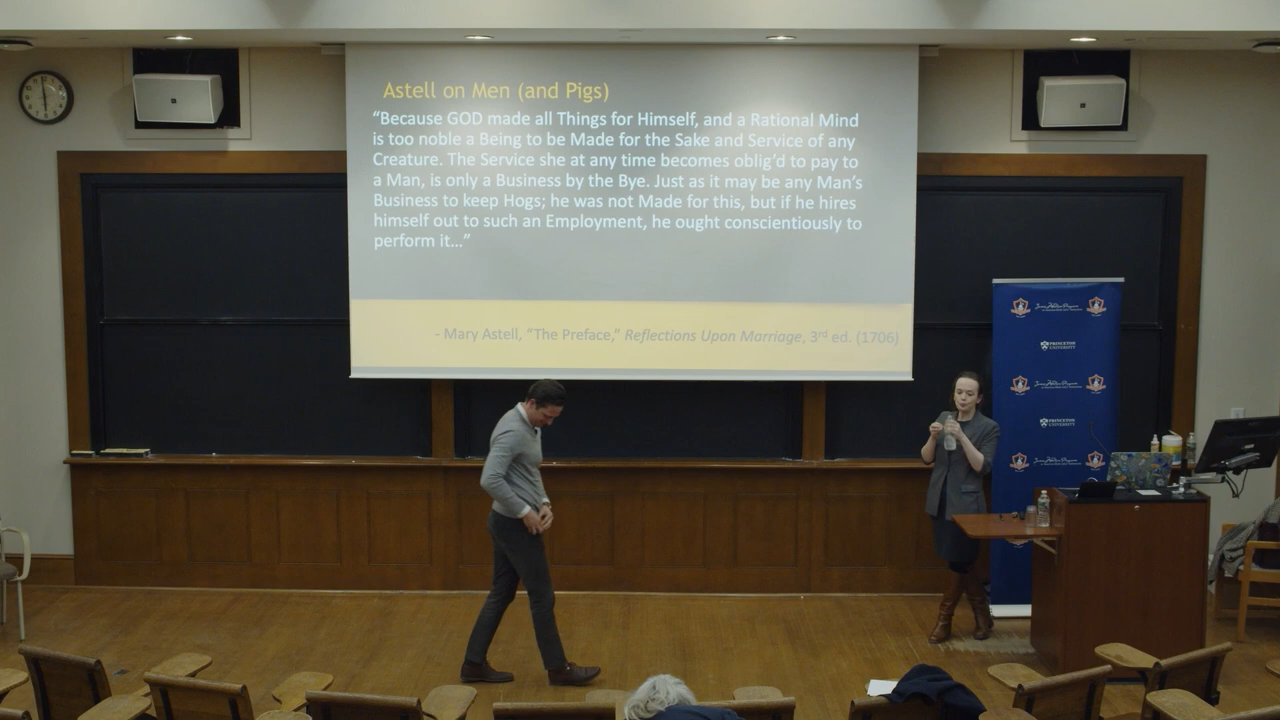 Astell on Men (and Pigs)
“Because GOD made all Things for Himself, and a Rational Mind
is too noble a Being to be Made for the Sake and Service of any
Creature. The Service she at any time becomes oblig’d to pay to
a Man, is only a Business by the Bye. Just as it may be any Man’s
Business to keep Hogs; he was not Made for this, but if he hires
himself out to such an Employment, he ought conscientiously to
perform it…”
- Mary Astell, “The Preface,” Reflections Upon Marriage, 3rd ed. (1706)
PRINCETON
UNIVERSITY
PRINCETON
UNIVERSITY